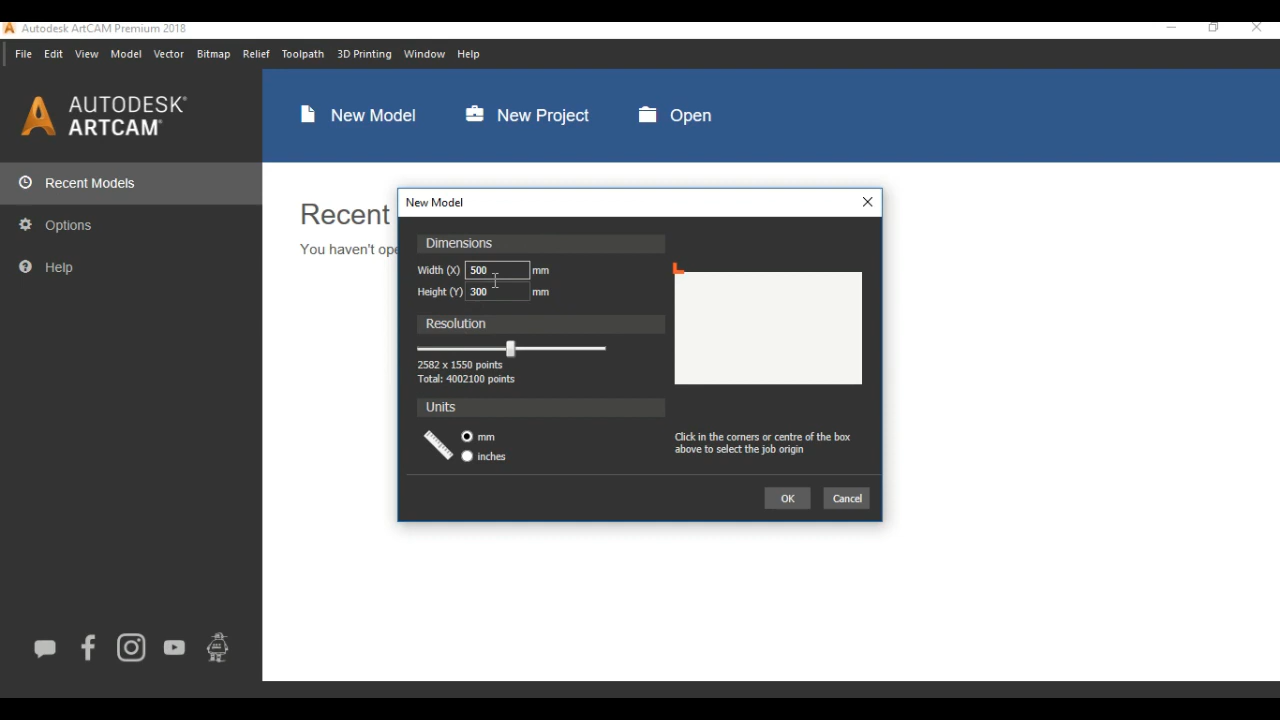 Autodesk ArtCAM Premium 2018
File Edit View Model Vector Bitmap Relief Toolpath 3D Printing Window Help
AUTODESK®
ARTCAM®
New Model New Project Open
Recent Models
Options
Help
Recent
You haven't ope
New Model
Dimensions
Width (X) 500 mm
Height (Y) 300 mm
Resolution
2582 x 1550 points
Total: 4002100 points
Units
mm
inches
Click in the corners or centre of the box
above to select the job origin
OK Cancel